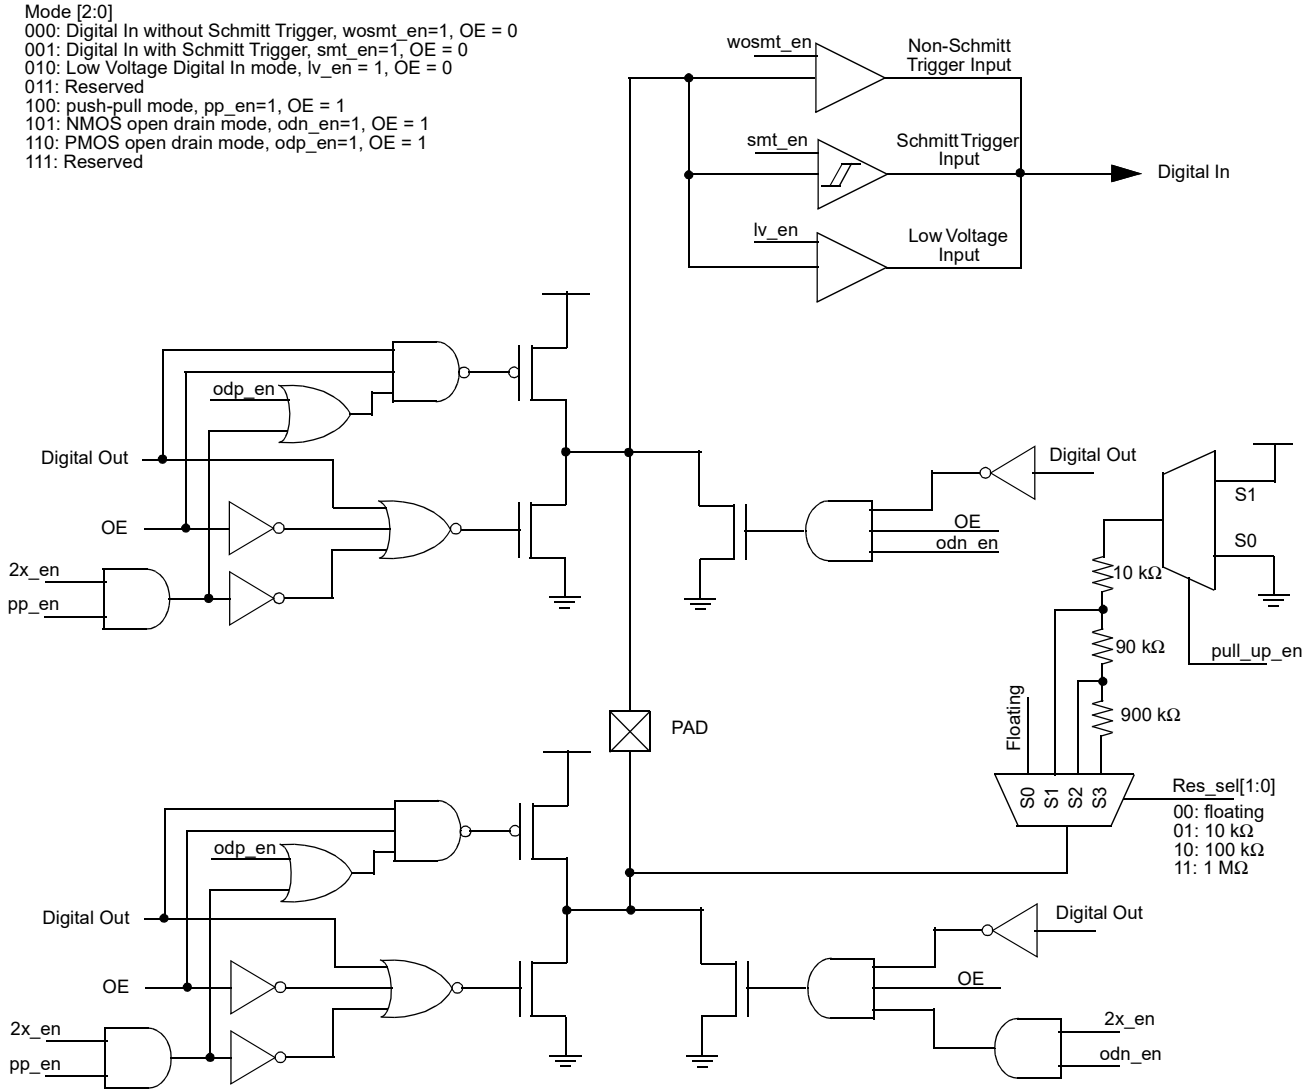 Mode [2:0]
000: Digital In without Schmitt Trigger, wosmt_en=1, OE = 0
001: Digital In with Schmitt Trigger, smt_en=1, OE = 0
010: Low Voltage Digital In mode, lv_en = 1, OE = 0
011: Reserved
100: push-pull mode, pp_en=1, OE = 1
101: NMOS open drain mode, odn_en=1, OE = 1
110: PMOS open drain mode, odp_en=1, OE = 1
111: Reserved
wosmt_en
Non-Schmitt
Trigger Input
smt_en
Schmitt Trigger
Input
Digital In
lv_en
Low Voltage
Input
odp_en
Digital Out
OE
2x_en
pp_en
Digital Out
OE
odn_en
S1
S0
10 kΩ
90 kΩ
900 kΩ
pull_up_en
Floating
PAD
S0
S1
S2
S3
Res_sel[1:0]
00: floating
01: 10 kΩ
10: 100 kΩ
11: 1 MΩ
odp_en
Digital Out
OE
2x_en
pp_en
Digital Out
OE
2x_en
odn_en